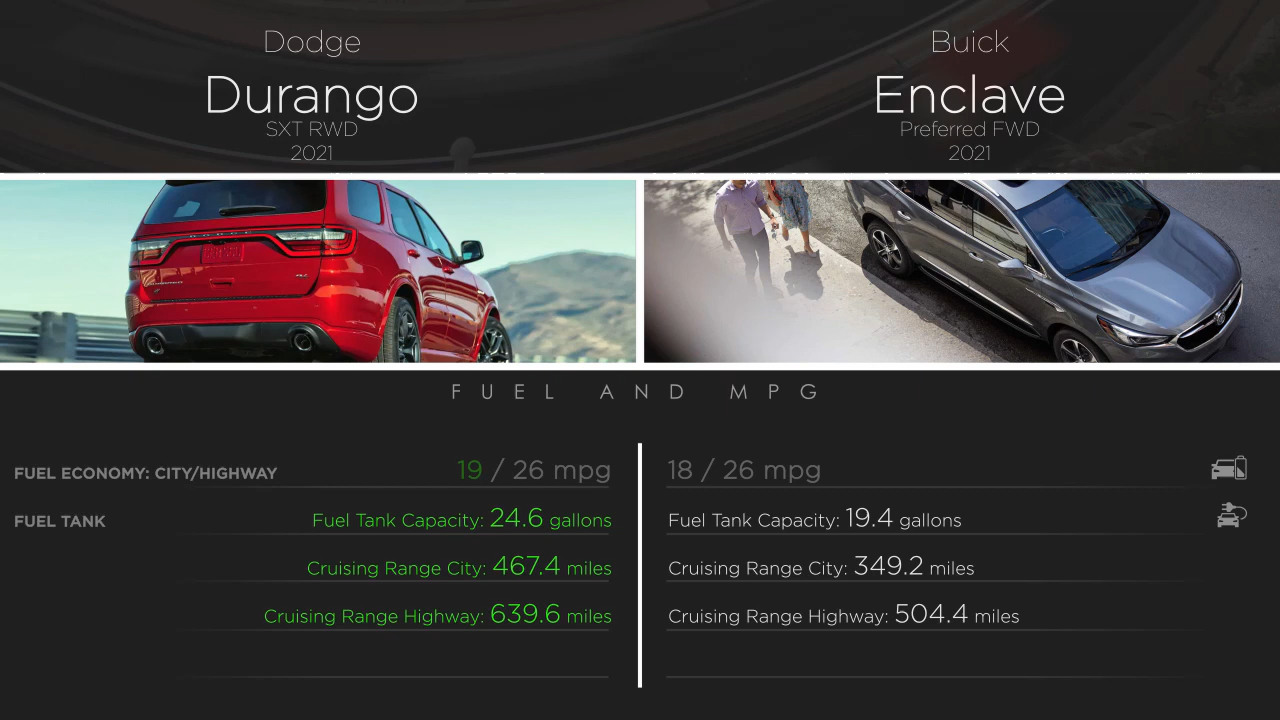 Dodge
Durango
SXT RWD
2021
Buick
Enclave
Preferred FWD
2021
DODGE
FUEL AND MPG
FUEL ECONOMY: CITY/HIGHWAY
19 / 26 mpg
18 / 26 mpg
FUEL TANK
Fuel Tank Capacity: 24.6 gallons
Fuel Tank Capacity: 19.4 gallons
Cruising Range City: 467.4 miles
Cruising Range City: 349.2 miles
Cruising Range Highway: 639.6 miles
Cruising Range Highway: 504.4 miles